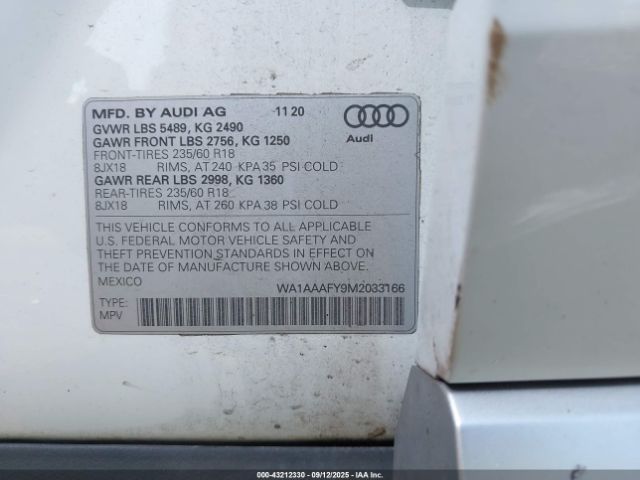 MFD. BY AUDI AG 11 20
GVWR LBS 5489, KG 2490
GAWR FRONT LBS 2756, KG 1250
FRONT-TIRES 235/60 R18
8JX18 RIMS, AT 240 KPA 35 PSI COLD
GAWR REAR LBS 2998, KG 1360
REAR-TIRES 235/60 R18
8JX18 RIMS, AT 260 KPA 38 PSI COLD
Audi
THIS VEHICLE CONFORMS TO ALL APPLICABLE
U.S. FEDERAL MOTOR VEHICLE SAFETY AND
THEFT PREVENTION STANDARDS IN EFFECT ON
THE DATE OF MANUFACTURE SHOWN ABOVE.
MEXICO
WA1AAAFY9M2033166
TYPE:
MPV
000-43212330 - 09/12/2025 - IAAI.COM